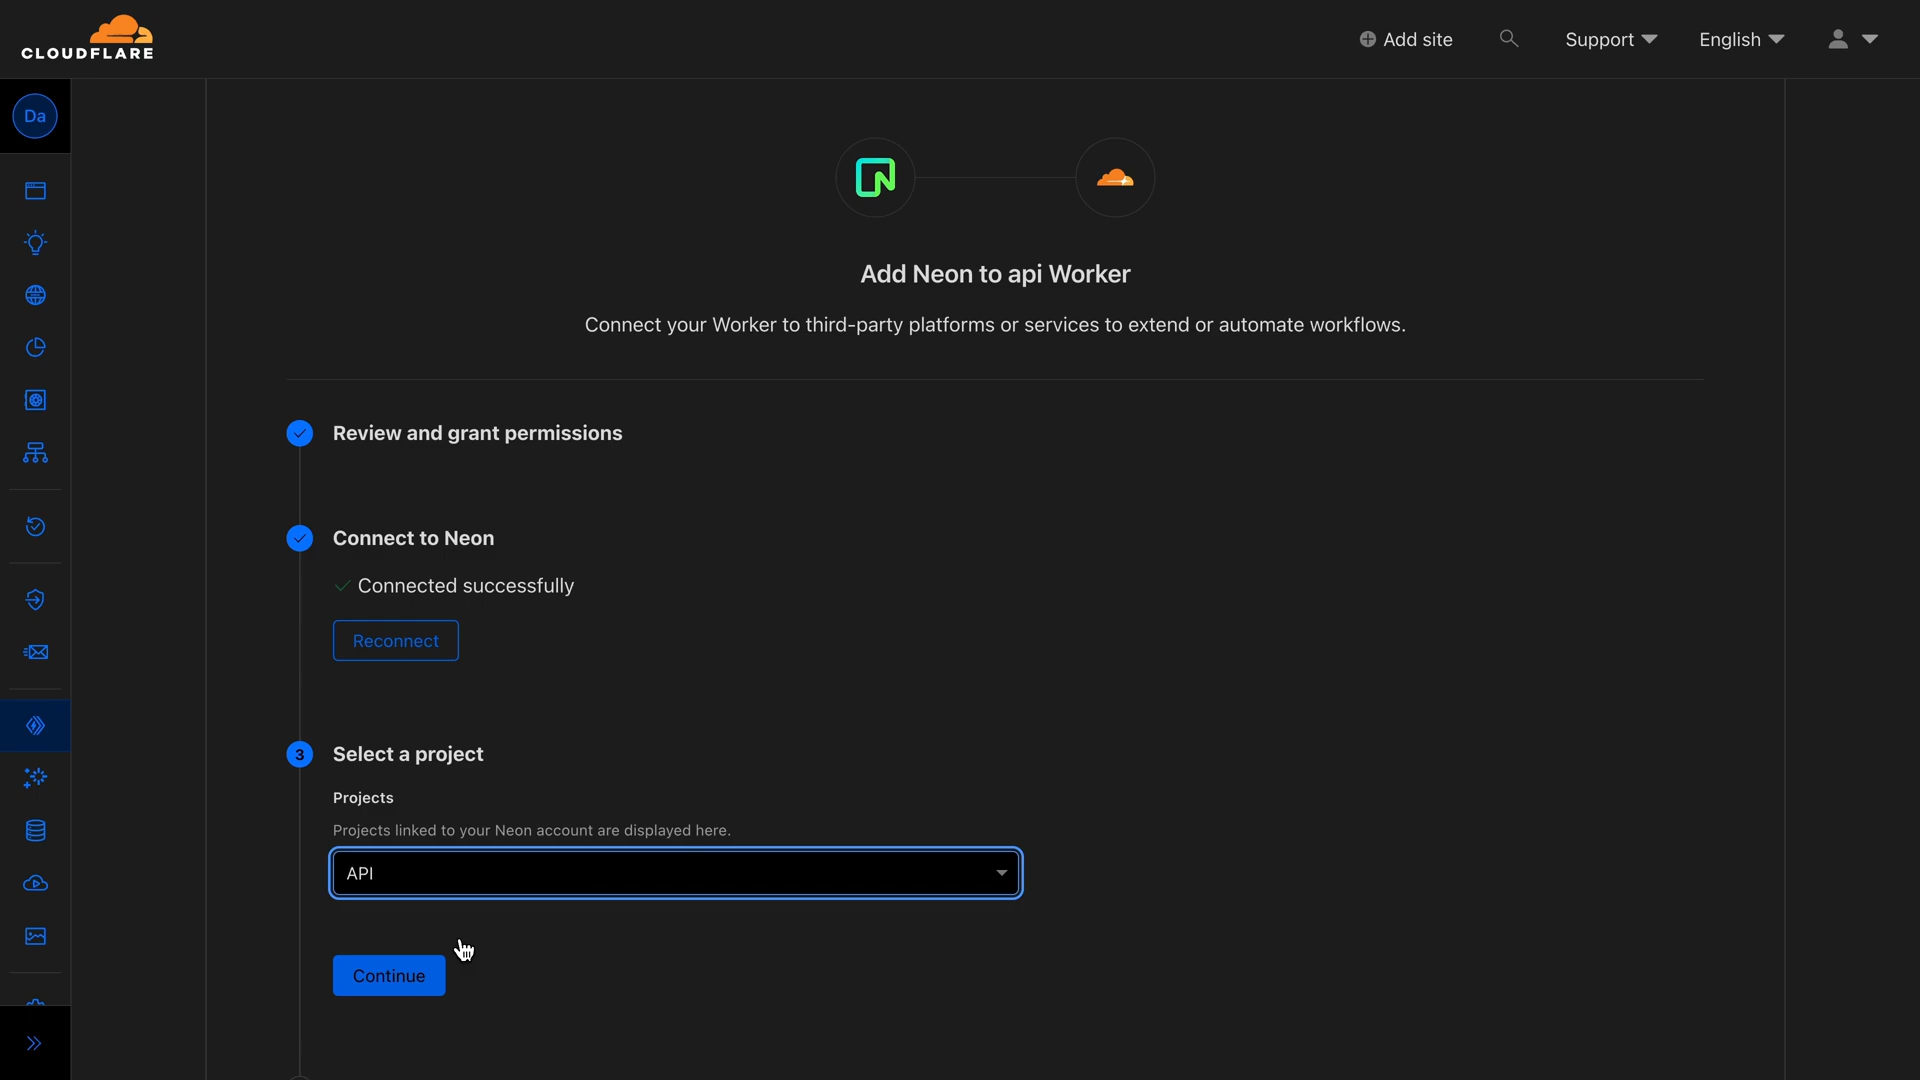 CLOUDFLARE
Add site
Support
English
Da
Add Neon to api Worker
Connect your Worker to third-party platforms or services to extend or automate workflows.
Review and grant permissions
Connect to Neon
Connected successfully
Reconnect
3 Select a project
Projects
Projects linked to your Neon account are displayed here.
API
Continue